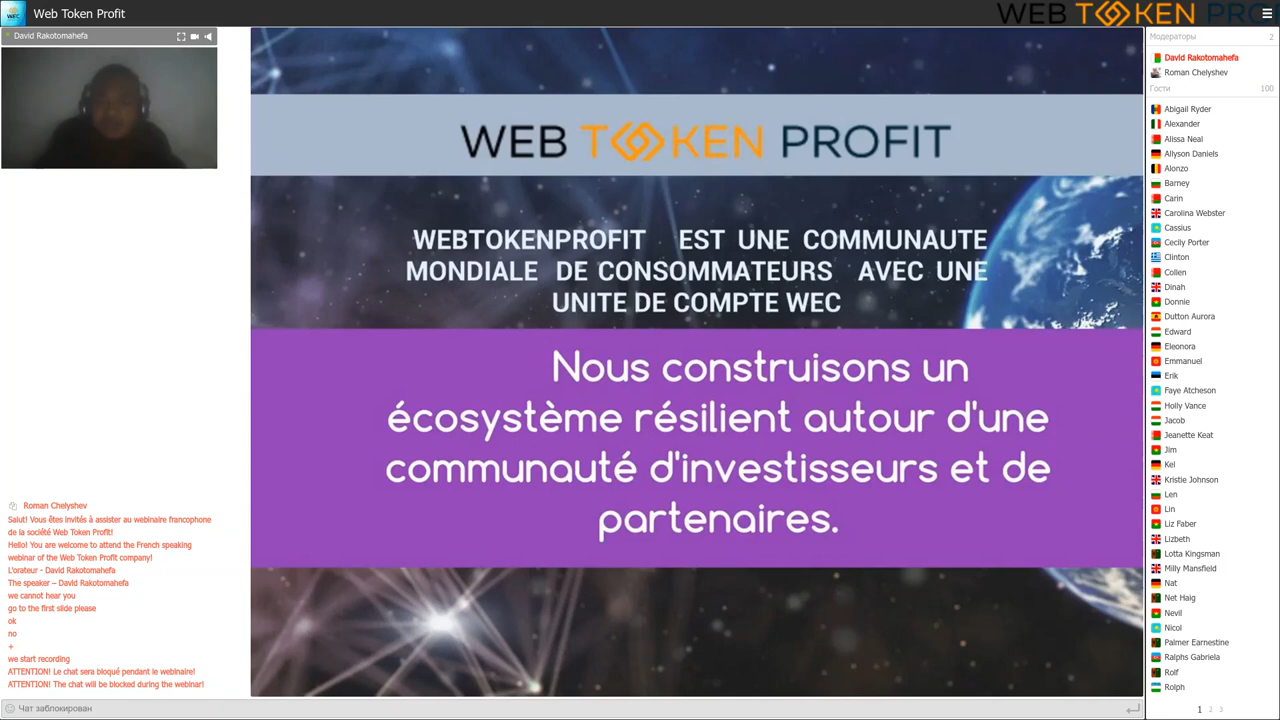 WEC
Web Token Profit
WEB TOKEN PRO
David Rakotomahefa
WEB TOKEN PROFIT
WEBTOKENPROFIT EST UNE COMMUNAUTE
MONDIALE DE CONSOMMATEURS AVEC UNE
UNITE DE COMPTE WEC
Nous construisons un
écosystème résilient autour d'une
communauté d'investisseurs et de
partenaires.
Roman Chelyshev
Salut! Vous êtes invités à assister au webinaire francophone
de la société Web Token Profit!
Hello! You are welcome to attend the French speaking
webinar of the Web Token Profit company!
L'orateur - David Rakotomahefa
The speaker – David Rakotomahefa
we cannot hear you
go to the first slide please
ok
no
+
we start recording
ATTENTION! Le chat sera bloqué pendant le webinaire!
ATTENTION! The chat will be blocked during the webinar!
Чат заблокирован
Модераторы 2
David Rakotomahefa
Roman Chelyshev
Гости 100
Abigail Ryder
Alexander
Alissa Neal
Allyson Daniels
Alonzo
Barney
Carin
Carolina Webster
Cassius
Cecily Porter
Clinton
Collen
Dinah
Donnie
Dutton Aurora
Edward
Eleonora
Emmanuel
Erik
Faye Atcheson
Holly Vance
Jacob
Jeanette Keat
Jim
Kel
Kristie Johnson
Len
Lin
Liz Faber
Lizbeth
Lotta Kingsman
Milly Mansfield
Nat
Net Haig
Nevil
Nicol
Palmer Earnestine
Ralphs Gabriela
Rolf
Rolph
1 2 3